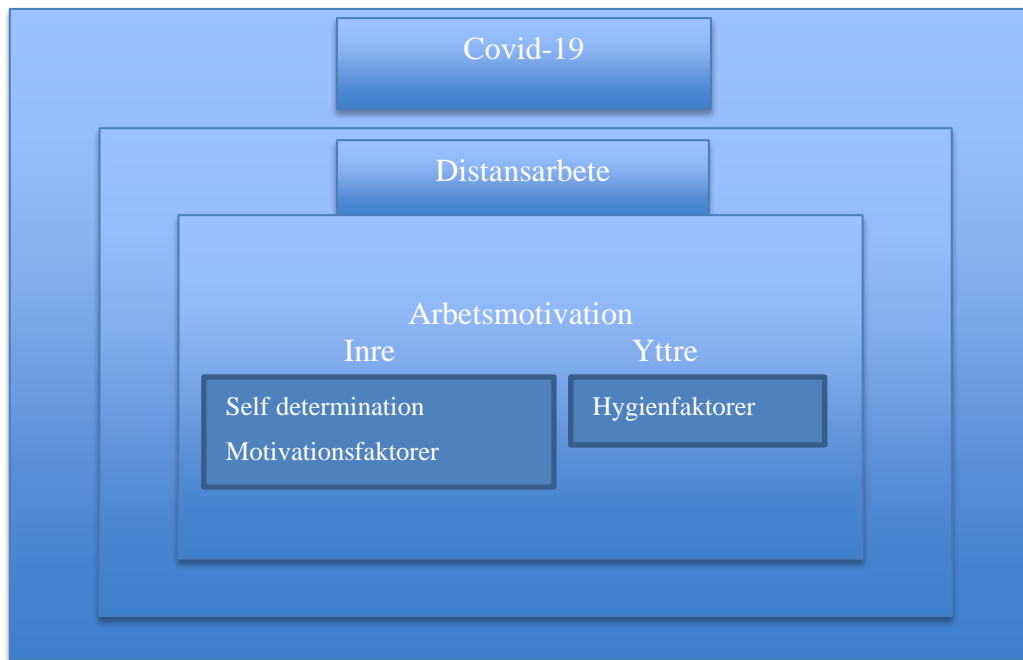 Covid-19
Distansarbete
Arbetsmotivation
Inre Yttre
Self determination
Motivationsfaktorer
Hygienfaktorer